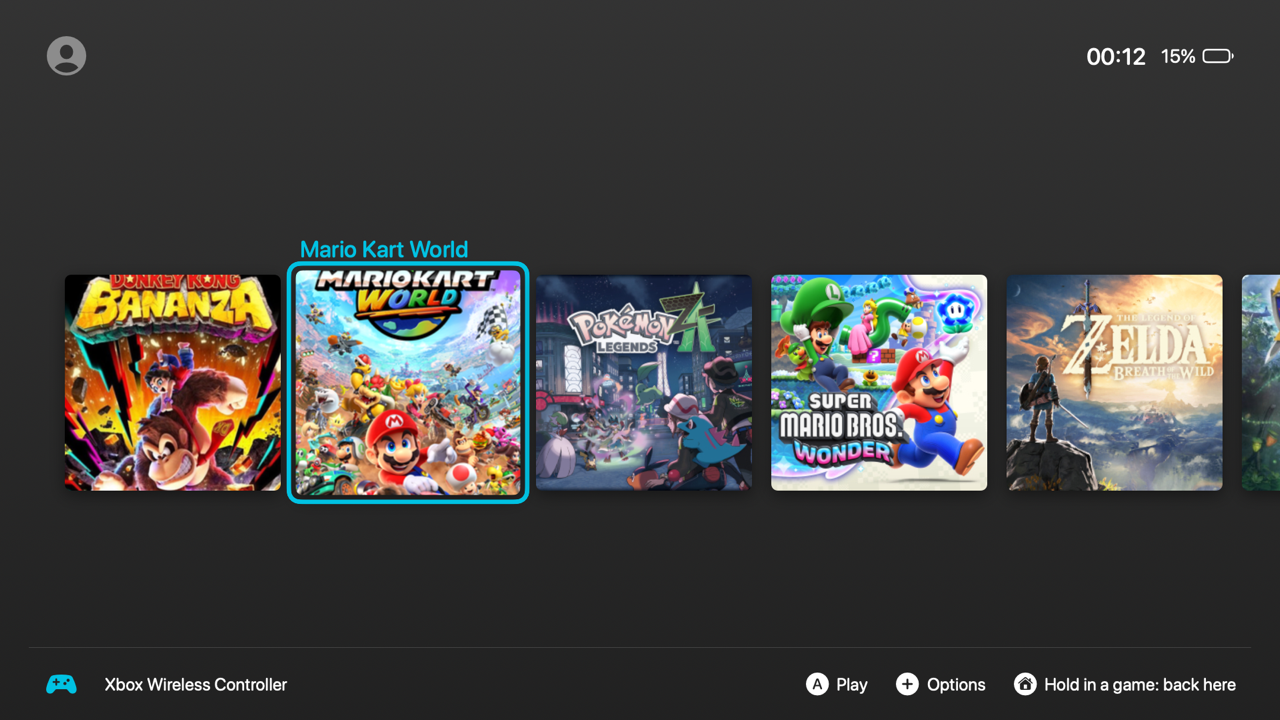 00:12 15%
Mario Kart World
DONKEY KONG
BANANZA
MARIOKART
WORLD
Pokémon
LEGENDS
ZA
SUPER
MARIO BROS.
WONDER
THE LEGEND OF
ZELDA
BREATH OF THE WILD
Xbox Wireless Controller
A Play
+ Options
Hold in a game: back here